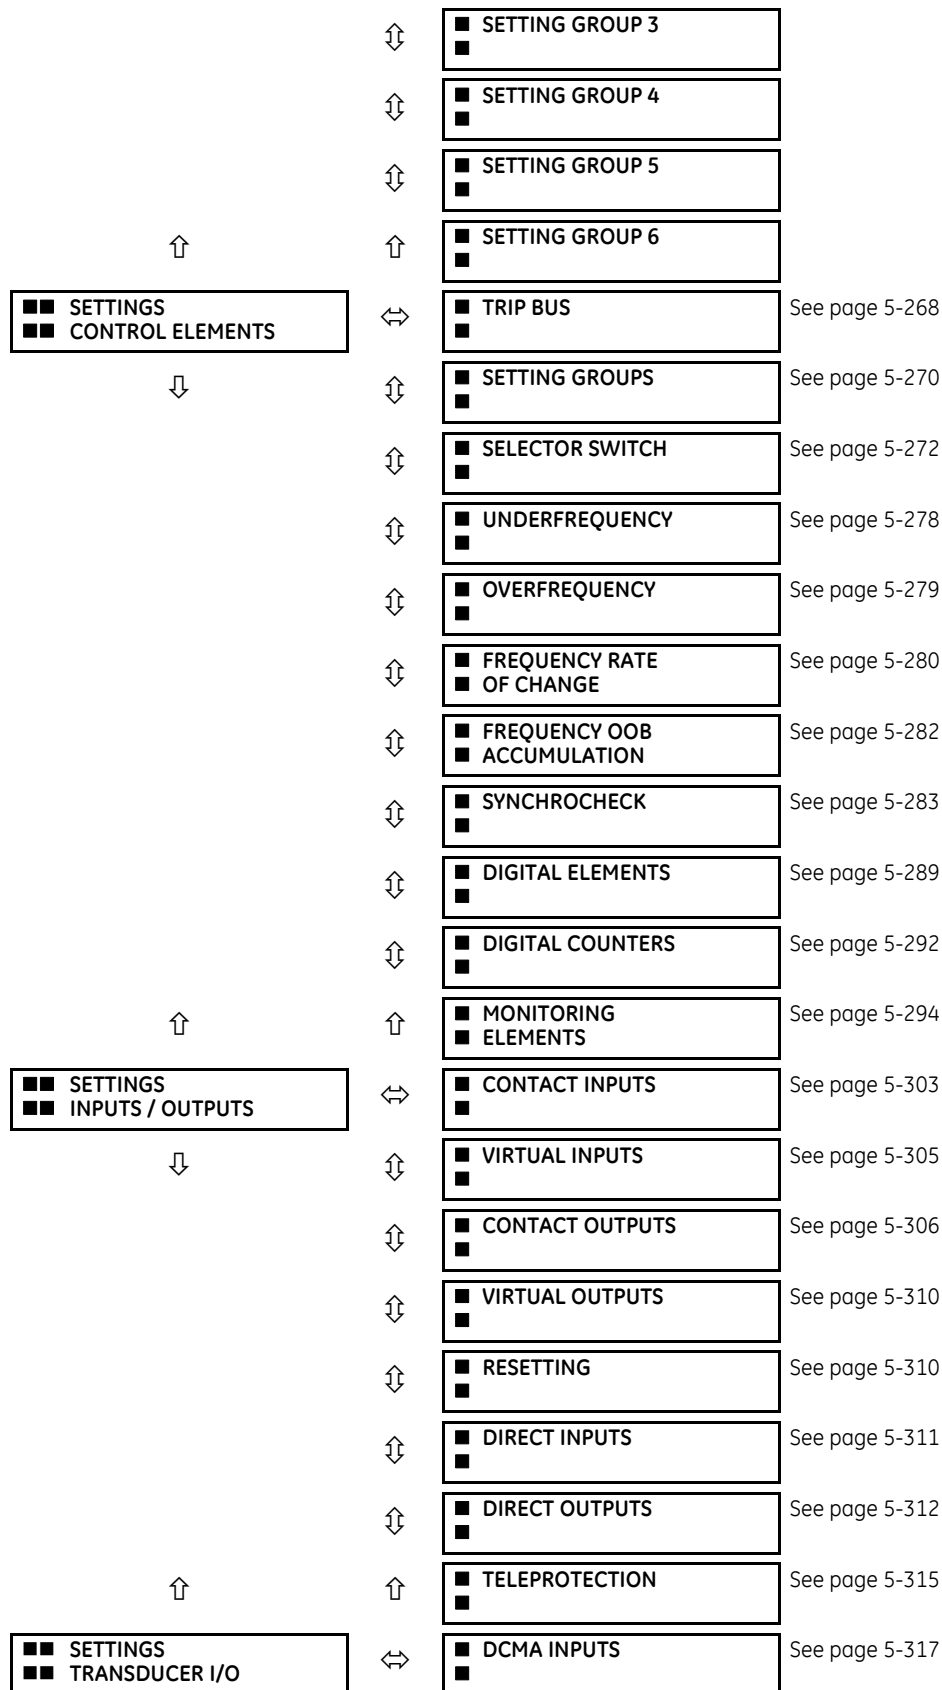 SETTING GROUP 3
SETTING GROUP 4
SETTING GROUP 5
SETTING GROUP 6
SETTINGS
CONTROL ELEMENTS
TRIP BUS
See page 5-268
SETTING GROUPS
See page 5-270
SELECTOR SWITCH
See page 5-272
UNDERFREQUENCY
See page 5-278
OVERFREQUENCY
See page 5-279
FREQUENCY RATE
OF CHANGE
See page 5-280
FREQUENCY OOB
ACCUMULATION
See page 5-282
SYNCHROCHECK
See page 5-283
DIGITAL ELEMENTS
See page 5-289
DIGITAL COUNTERS
See page 5-292
MONITORING
ELEMENTS
See page 5-294
SETTINGS
INPUTS / OUTPUTS
CONTACT INPUTS
See page 5-303
VIRTUAL INPUTS
See page 5-305
CONTACT OUTPUTS
See page 5-306
VIRTUAL OUTPUTS
See page 5-310
RESETTING
See page 5-310
DIRECT INPUTS
See page 5-311
DIRECT OUTPUTS
See page 5-312
TELEPROTECTION
See page 5-315
SETTINGS
TRANSDUCER I/O
DCMA INPUTS
See page 5-317